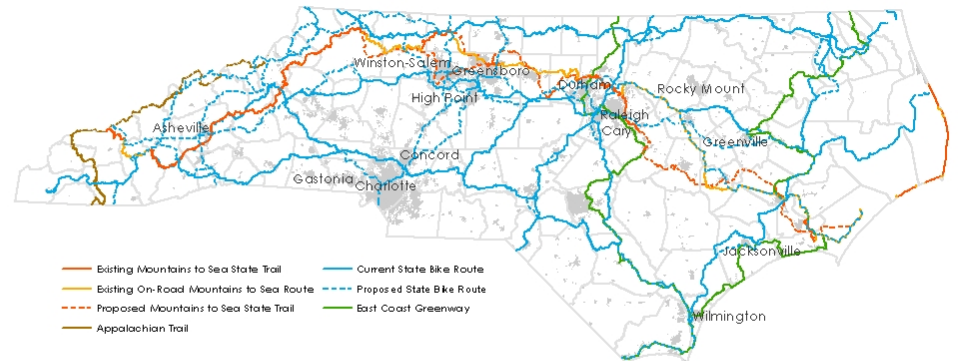 Winston-Salem
Greensboro
Durham
Rocky Mount
High Point
Raleigh
Cary
Asheville
Greenville
Concord
Gastonia
Charlotte
Jacksonville
Wilmington
Existing Mountains to Sea State Trail
Existing On-Road Mountains to Sea Route
Proposed Mountains to Sea State Trail
Appalachian Trail
Current State Bike Route
Proposed State Bike Route
East Coast Greenway